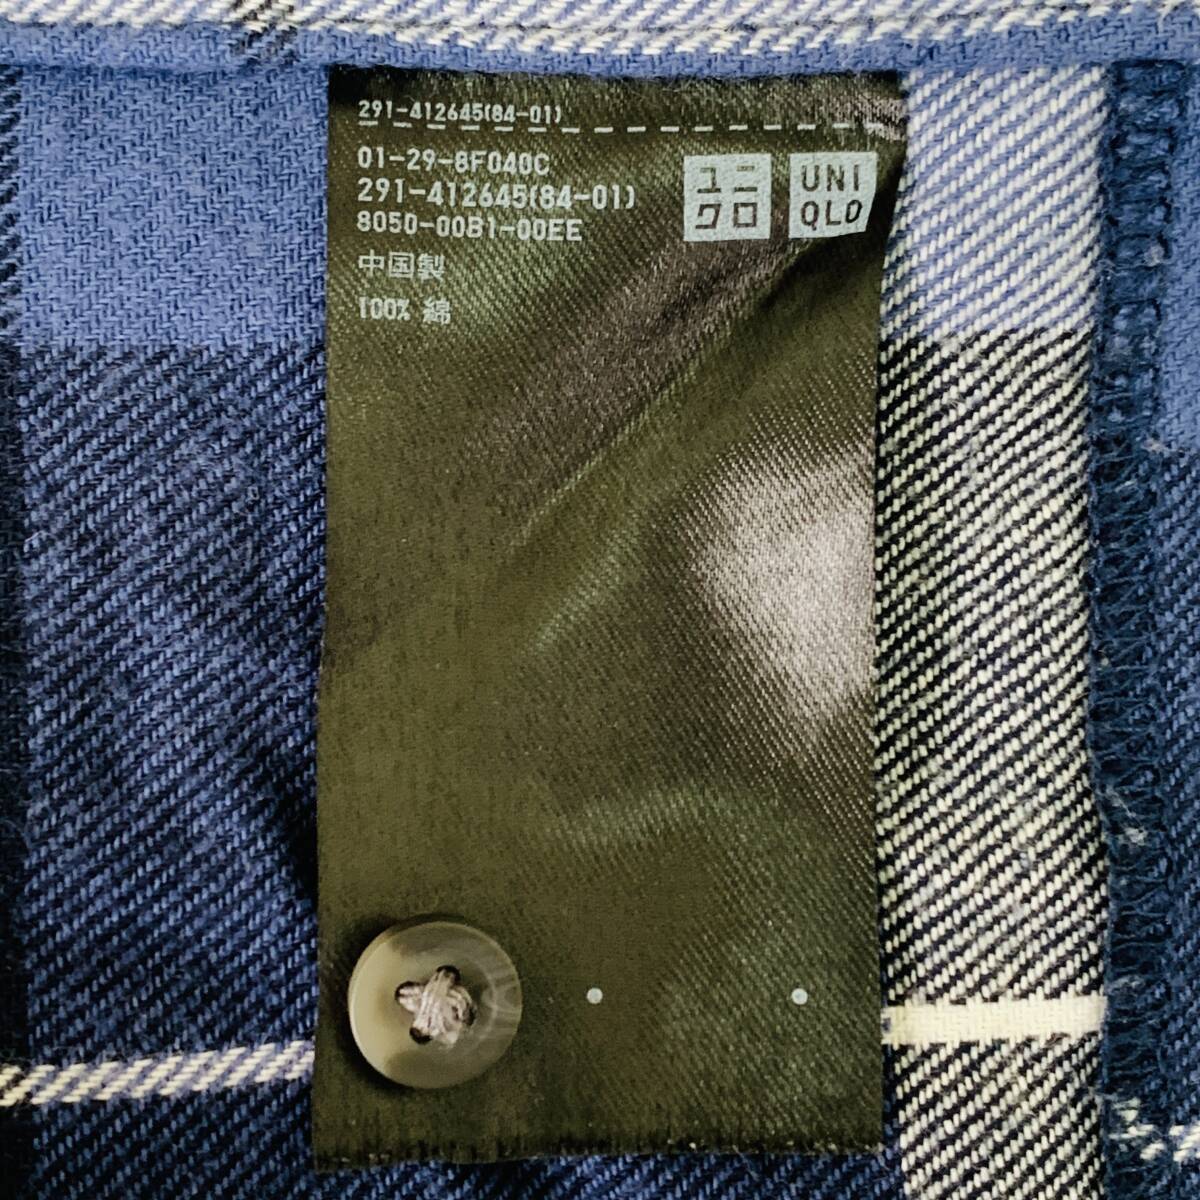 291-412645(84-01)
01-29-8F040C
291-412645(84-01)
8050-00B1-00EE
中国製
100% 綿
ユニ
クロ
UNI
QLO